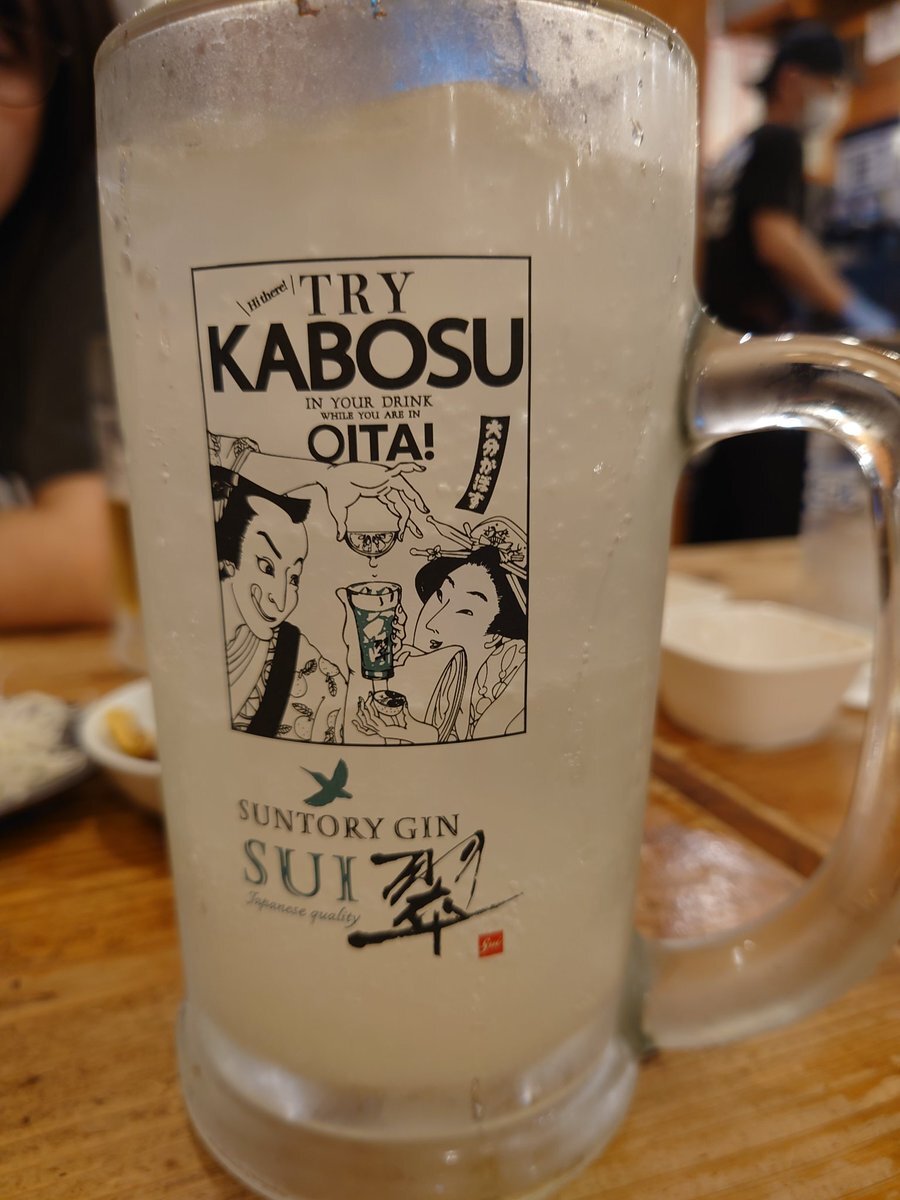 Hi there!
TRY
KABOSU
IN YOUR DRINK
WHILE YOU ARE IN
OITA!
大分かぼす
翠
SUNTORY GIN
SUI 翠
Japanese quality